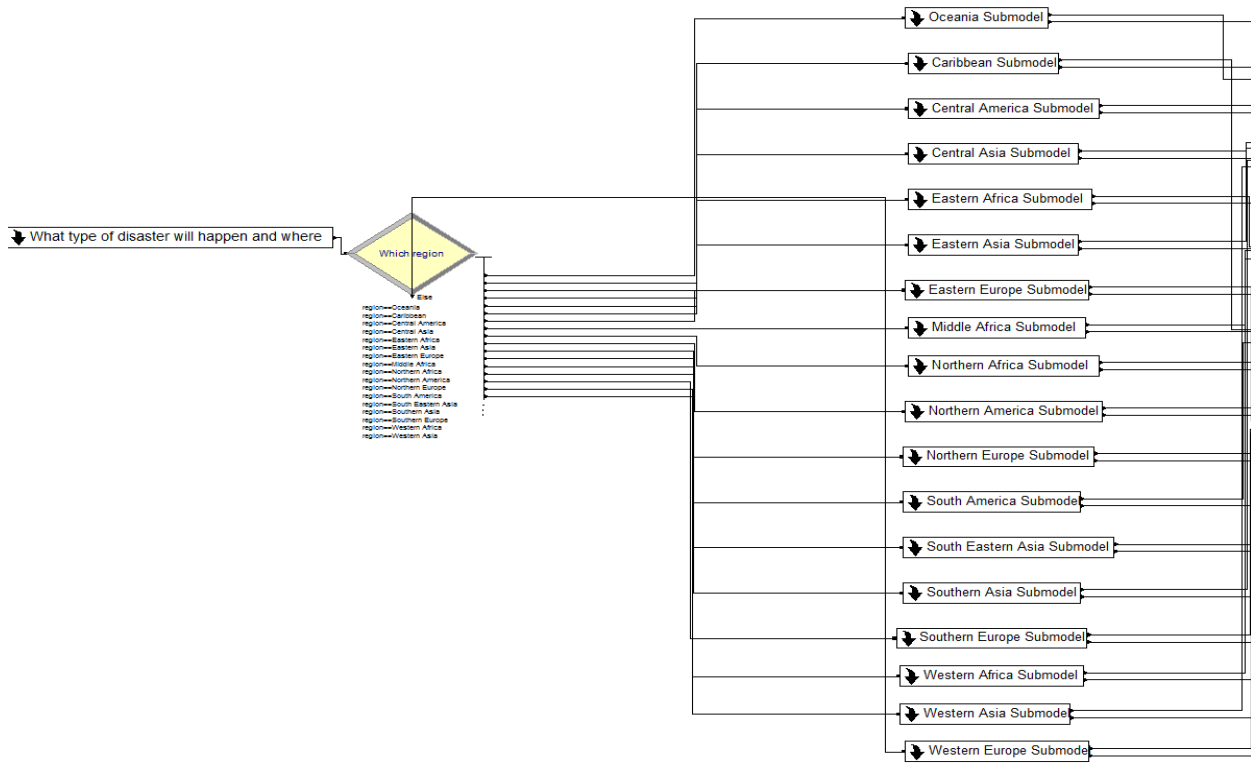 Oceania Submodel
Caribbean Submodel
Central America Submodel
Central Asia Submodel
Eastern Africa Submodel
What type of disaster will happen and where
Which region
Eastern Asia Submodel
Eastern Europe Submodel
Else
region==Oceania
region==Caribbean
region==Central America
region==Central Asia
region==Eastern Africa
region==Eastern Asia
region==Eastern Europe
region==Middle Africa
region==Northern Africa
region==Northern America
region==Northern Europe
region==South America
region==South Eastern Asia
region==Southern Asia
region==Southern Europe
region==Western Africa
region==Western Asia
Middle Africa Submodel
Northern Africa Submodel
Northern America Submodel
Northern Europe Submodel
South America Submodel
South Eastern Asia Submodel
Southern Asia Submodel
Southern Europe Submodel
Western Africa Submodel
Western Asia Submodel
Western Europe Submode